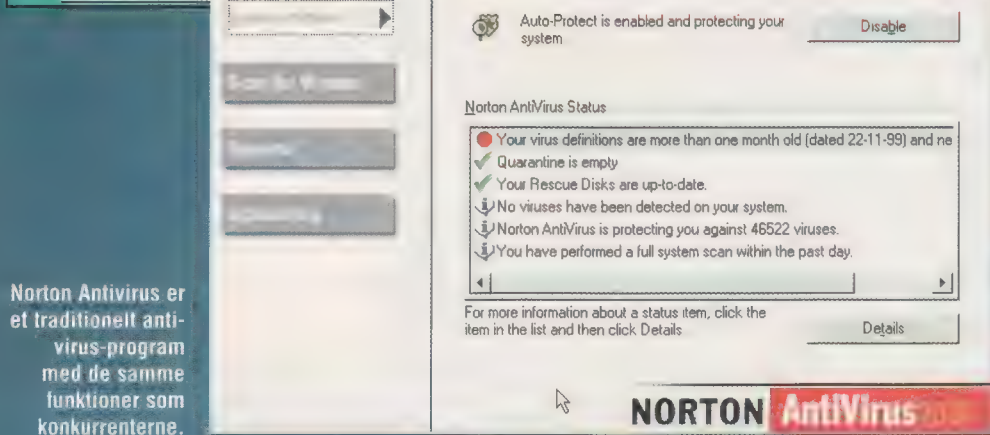 Auto-Protect is enabled and protecting your
system
Disable
Norton AntiVirus Status
Your virus definitions are more than one month old (dated 22-11-99) and ne
Quarantine is empty
Your Rescue Disks are up-to-date.
No viruses have been detected on your system.
Norton AntiVirus is protecting you against 46522 viruses.
You have performed a full system scan within the past day.
For more information about a status item, click the
item in the list and then click Details
Details
NORTON AntiVirus
Norton Antivirus er
et traditionelt anti-
virus-program
med de samme
funktioner som
konkurrenterne.